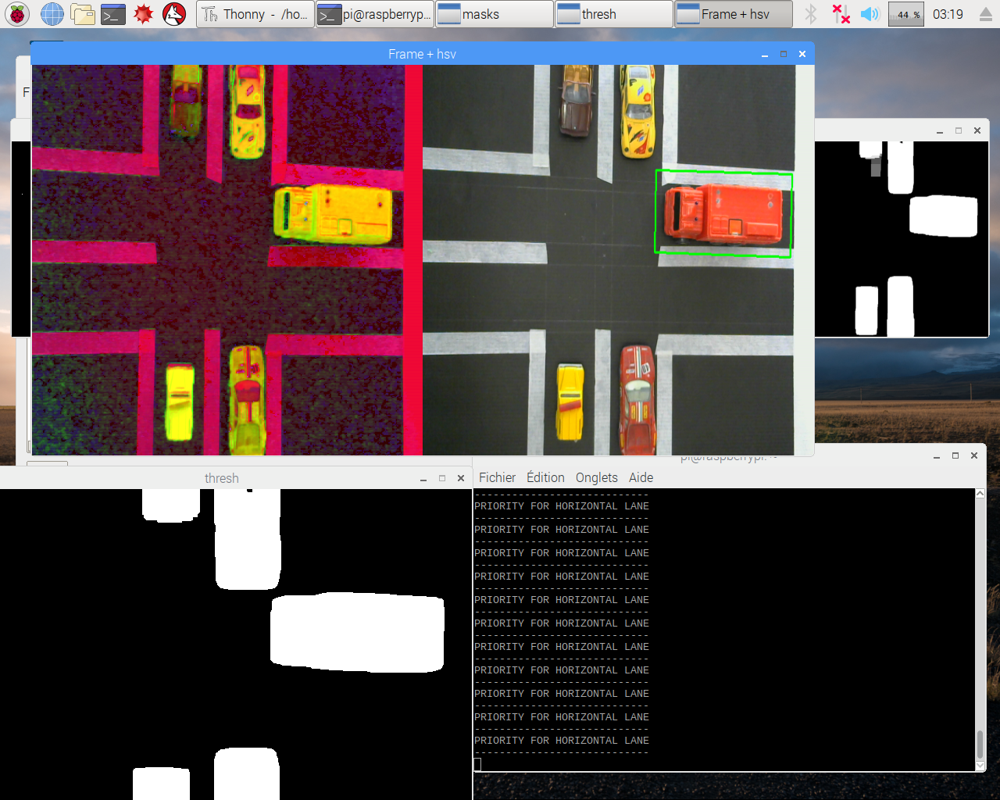 Thonny - /ho...
pi@raspberryp...
masks
thresh
Frame + hsv
44 %
03:19
Frame + hsv
F
thresh
pi@raspberrypi: ~
Fichier Édition Onglets Aide
----------------------------
PRIORITY FOR HORIZONTAL LANE
----------------------------
PRIORITY FOR HORIZONTAL LANE
----------------------------
PRIORITY FOR HORIZONTAL LANE
----------------------------
PRIORITY FOR HORIZONTAL LANE
----------------------------
PRIORITY FOR HORIZONTAL LANE
----------------------------
PRIORITY FOR HORIZONTAL LANE
----------------------------
PRIORITY FOR HORIZONTAL LANE
----------------------------
PRIORITY FOR HORIZONTAL LANE
----------------------------
PRIORITY FOR HORIZONTAL LANE
----------------------------
PRIORITY FOR HORIZONTAL LANE
----------------------------
PRIORITY FOR HORIZONTAL LANE
----------------------------